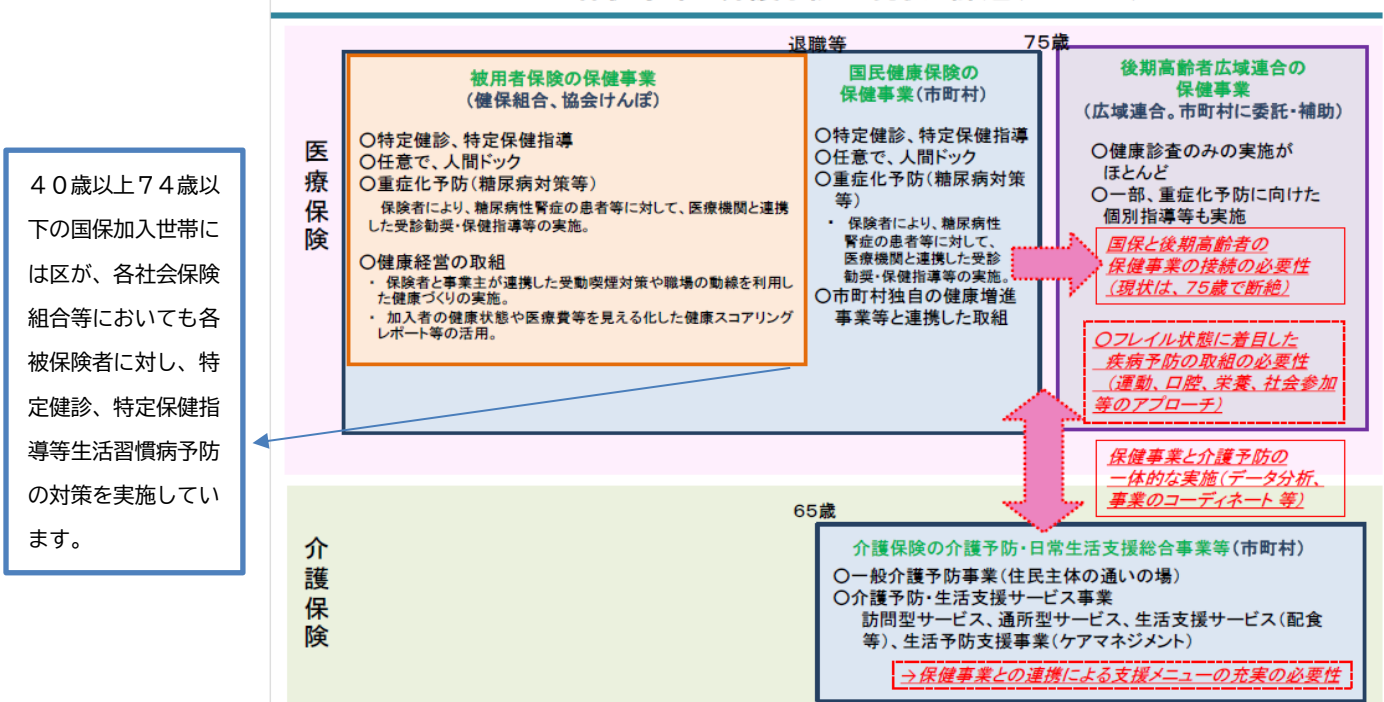 ４０歳以上７４歳以
下の国保加入世帯に
は区が、各社会保険
組合等においても各
被保険者に対し、特
定健診、特定保健指
導等生活習慣病予防
の対策を実施してい
ます。
医療保険
退職等
75歳
被用者保険の保健事業
（健保組合、協会けんぽ）
○特定健診、特定保健指導
○任意で、人間ドック
○重症化予防（糖尿病対策等）
保険者により、糖尿病性腎症の患者等に対して、医療機関と連携
した受診勧奨・保健指導等の実施。
○健康経営の取組
・ 保険者と事業主が連携した受動喫煙対策や職場の動線を利用し
た健康づくりの実施。
・ 加入者の健康状態や医療費等を見える化した健康スコアリング
レポート等の活用。
国民健康保険の
保健事業（市町村）
○特定健診、特定保健指導
○任意で、人間ドック
○重症化予防（糖尿病対策
等）
・ 保険者により、糖尿病性
腎症の患者等に対して、
医療機関と連携した受診
勧奨・保健指導等の実施。
○市町村独自の健康増進
事業等と連携した取組
後期高齢者広域連合の
保健事業
（広域連合。市町村に委託・補助）
○健康診査のみの実施が
ほとんど
○一部、重症化予防に向けた
個別指導等も実施
国保と後期高齢者の
保健事業の接続の必要性
（現状は、75歳で断絶）
○フレイル状態に着目した
疾病予防の取組の必要性
（運動、口腔、栄養、社会参加
等のアプローチ）
保健事業と介護予防の
一体的な実施（データ分析、
事業のコーディネート 等）
介護保険
65歳
介護保険の介護予防・日常生活支援総合事業等（市町村）
○一般介護予防事業（住民主体の通いの場）
○介護予防・生活支援サービス事業
訪問型サービス、通所型サービス、生活支援サービス（配食
等）、生活予防支援事業（ケアマネジメント）
→保健事業との連携による支援メニューの充実の必要性